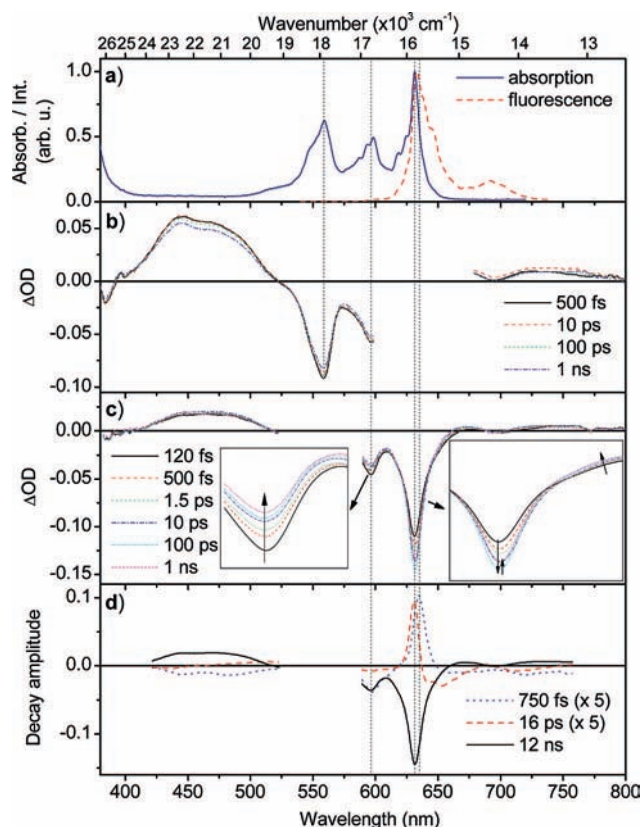 Wavenumber (x10³ cm⁻¹)
26 25 24 23 22 21 20 19 18 17 16 15 14 13
a)
absorption
fluorescence
Absorb. / Int.
(arb. u.)
1.0
0.5
0.0
b)
ΔOD
0.05
0.00
-0.05
-0.10
500 fs
10 ps
100 ps
1 ns
c)
ΔOD
0.00
-0.05
-0.10
-0.15
120 fs
500 fs
1.5 ps
10 ps
100 ps
1 ns
d)
Decay amplitude
0.1
0.0
-0.1
750 fs (x 5)
16 ps (x 5)
12 ns
400 450 500 550 600 650 700 750 800
Wavelength (nm)